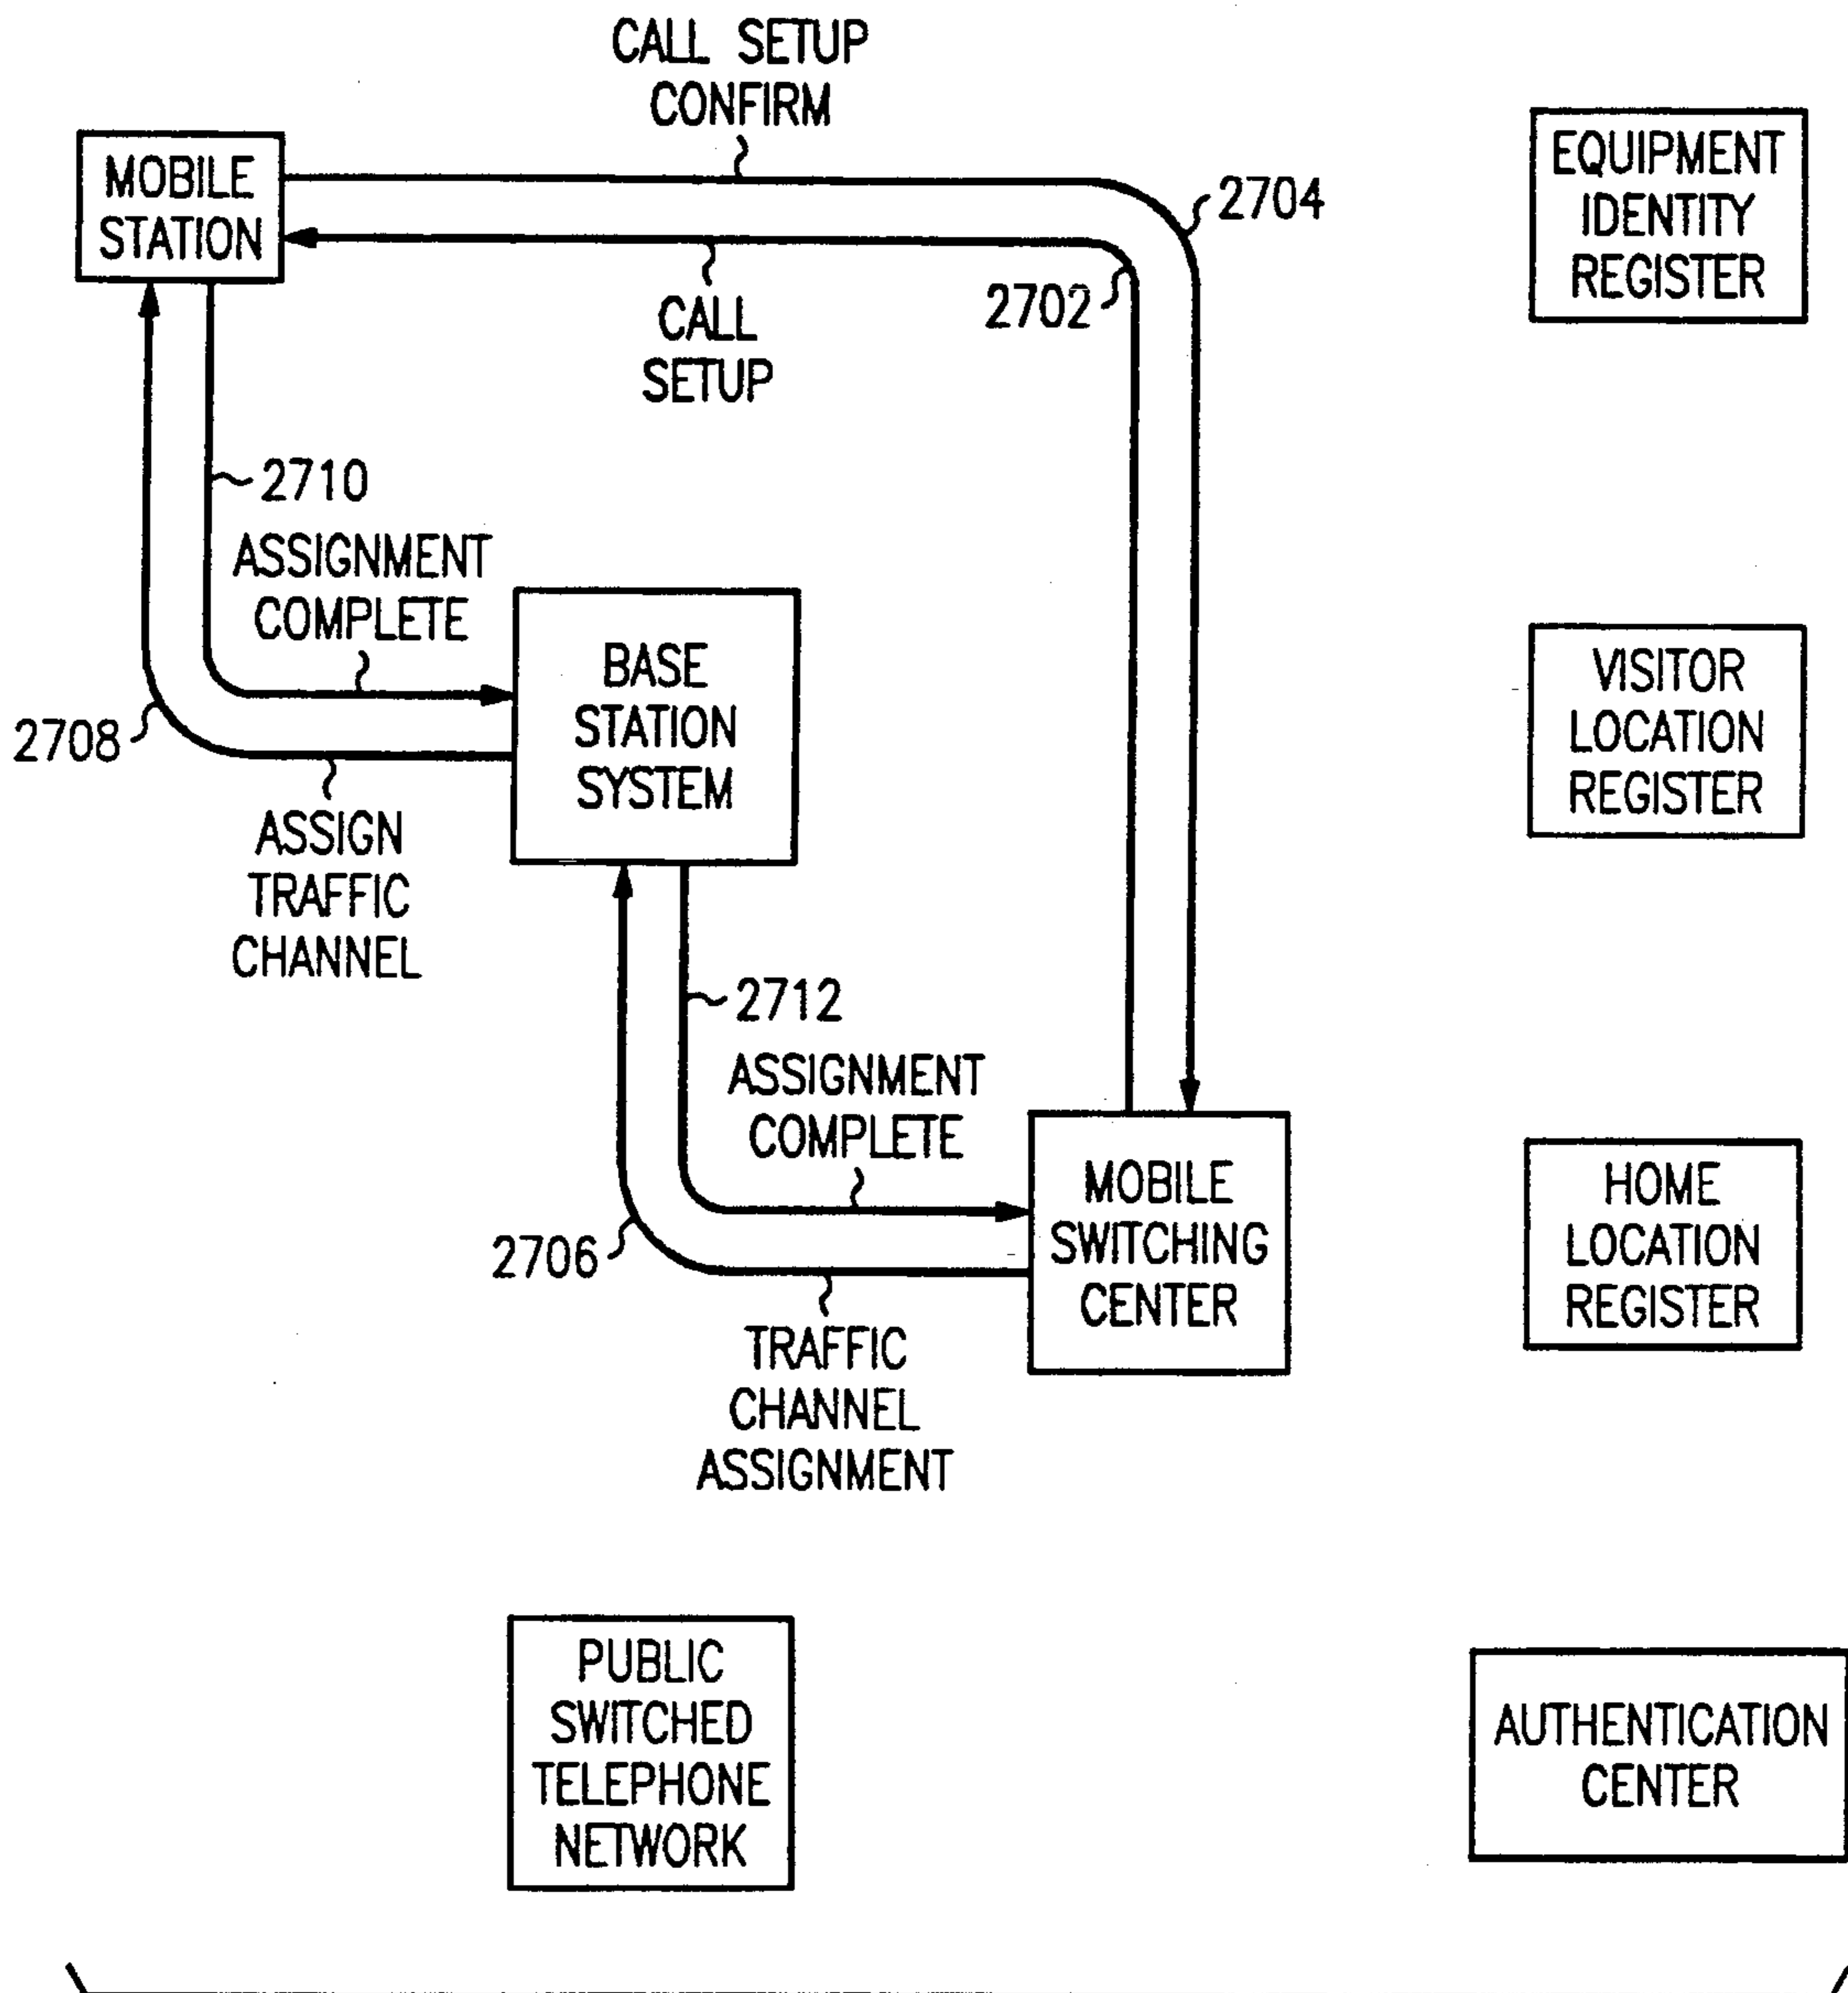 CALL SETUP
CONFIRM
MOBILE
STATION
EQUIPMENT
IDENTITY
REGISTER
2704
2702
CALL
SETUP
2710
ASSIGNMENT
COMPLETE
BASE
STATION
SYSTEM
VISITOR
LOCATION
REGISTER
2708
ASSIGN
TRAFFIC
CHANNEL
2712
ASSIGNMENT
COMPLETE
MOBILE
SWITCHING
CENTER
HOME
LOCATION
REGISTER
2706
TRAFFIC
CHANNEL
ASSIGNMENT
PUBLIC
SWITCHED
TELEPHONE
NETWORK
AUTHENTICATION
CENTER